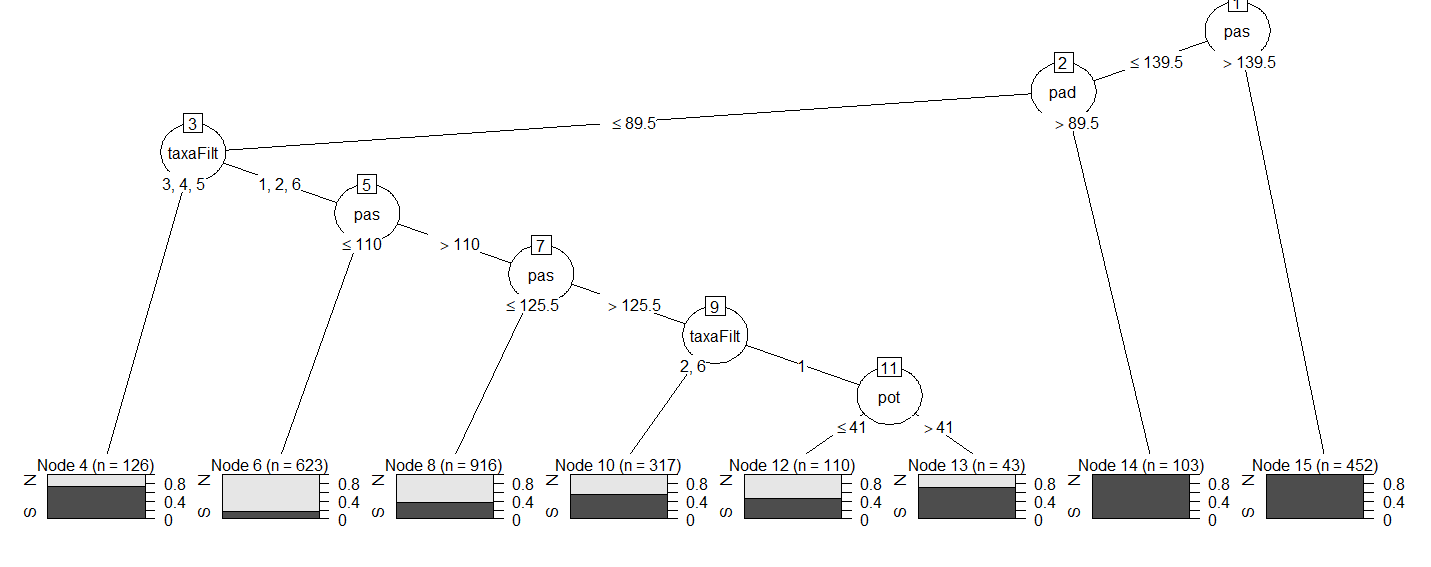 1
pas
≤ 139.5
> 139.5
2
pad
≤ 89.5
> 89.5
3
taxaFilt
3, 4, 5
1, 2, 6
5
pas
≤ 110
> 110
7
pas
≤ 125.5
> 125.5
9
taxaFilt
2, 6
1
11
pot
≤ 41
> 41
Node 4 (n = 126)
N
S
0.8
0.4
0
Node 6 (n = 623)
N
S
0.8
0.4
0
Node 8 (n = 916)
N
S
0.8
0.4
0
Node 10 (n = 317)
N
S
0.8
0.4
0
Node 12 (n = 110)
N
S
0.8
0.4
0
Node 13 (n = 43)
N
S
0.8
0.4
0
Node 14 (n = 103)
N
S
0.8
0.4
0
Node 15 (n = 452)
N
S
0.8
0.4
0